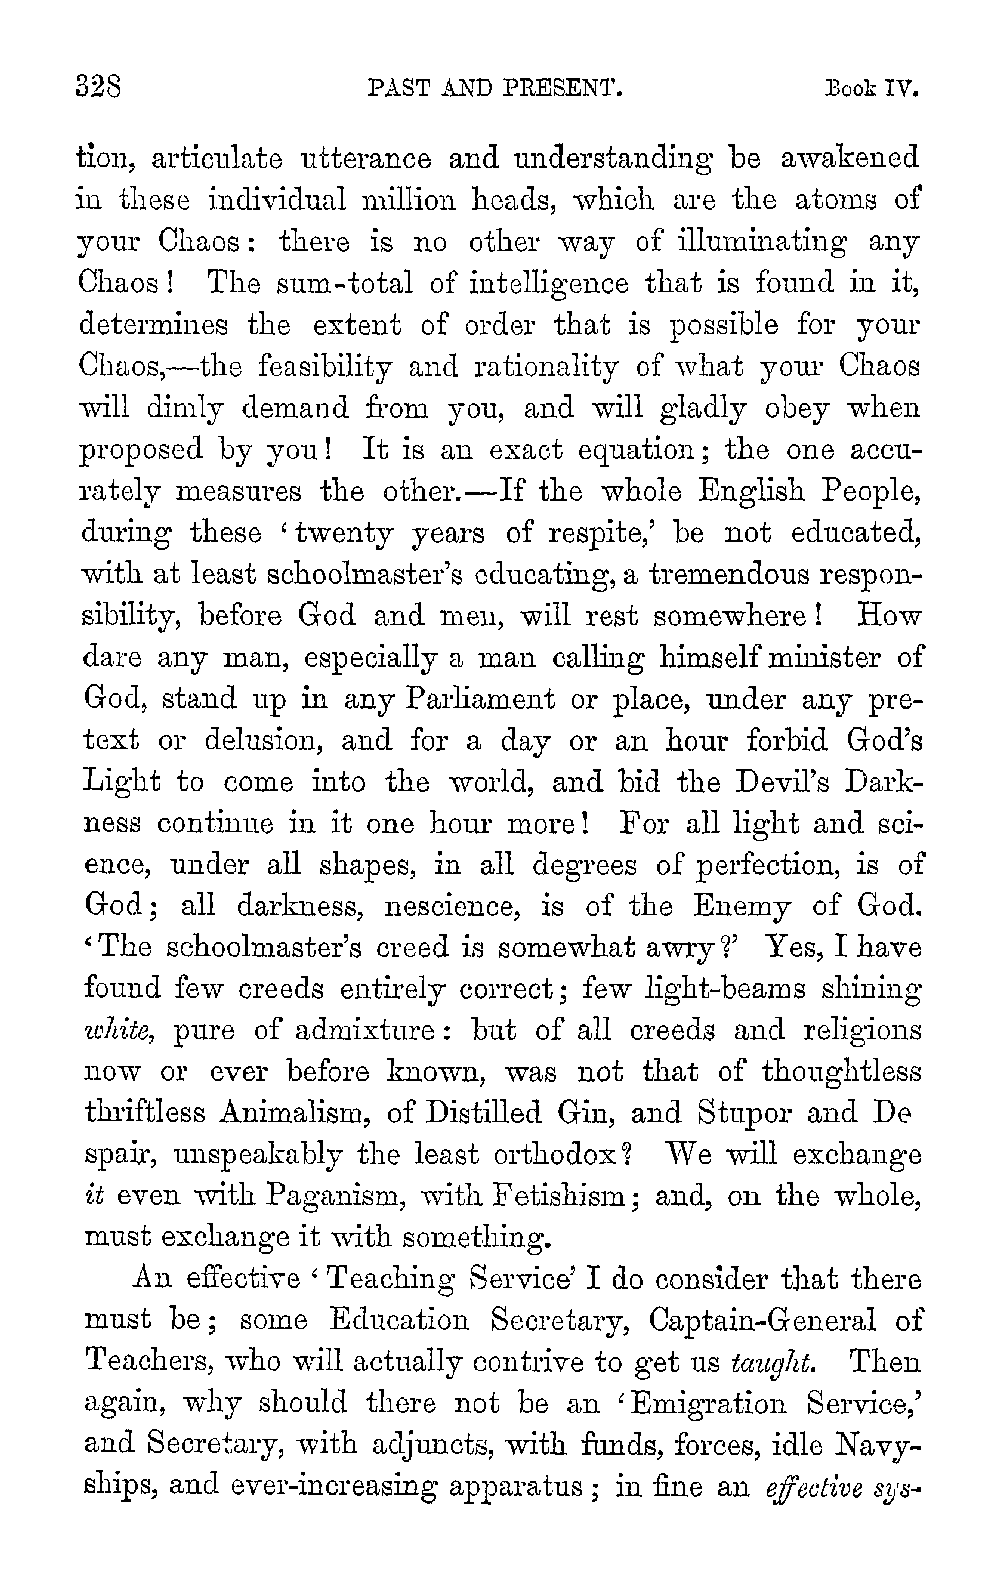 328 PAST AND PRESENT. Book IV.
tion, articulate utterance and understanding be awakened
in these individual million heads, which are the atoms of
your Chaos: there is no other way of illuminating any
Chaos! The sum-total of intelligence that is found in it,
determines the extent of order that is possible for your
Chaos,—the feasibility and rationality of what your Chaos
will dimly demand from you, and will gladly obey when
proposed by you! It is an exact equation; the one accu-
rately measures the other.—If the whole English People,
during these ‘twenty years of respite,’ be not educated,
with at least schoolmaster’s educating, a tremendous respon-
sibility, before God and men, will rest somewhere! How
dare any man, especially a man calling himself minister of
God, stand up in any Parliament or place, under any pre-
text or delusion, and for a day or an hour forbid God’s
Light to come into the world, and bid the Devil’s Dark-
ness continue in it one hour more! For all light and sci-
ence, under all shapes, in all degrees of perfection, is of
God; all darkness, nescience, is of the Enemy of God.
‘The schoolmaster’s creed is somewhat awry?’ Yes, I have
found few creeds entirely correct; few light-beams shining
white, pure of admixture: but of all creeds and religions
now or ever before known, was not that of thoughtless
thriftless Animalism, of Distilled Gin, and Stupor and De
spair, unspeakably the least orthodox? We will exchange
it even with Paganism, with Fetishism; and, on the whole,
must exchange it with something.
An effective ‘Teaching Service’ I do consider that there
must be; some Education Secretary, Captain-General of
Teachers, who will actually contrive to get us taught. Then
again, why should there not be an ‘Emigration Service,’
and Secretary, with adjuncts, with funds, forces, idle Navy-
ships, and ever-increasing apparatus; in fine an effective sys-